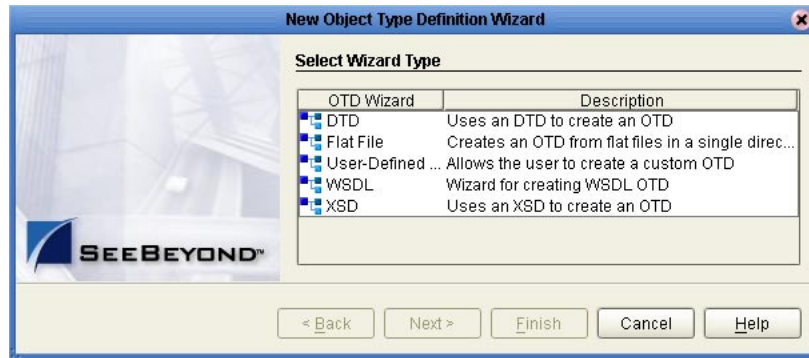 New Object Type Definition Wizard
Select Wizard Type
OTD Wizard Description
DTD Uses an DTD to create an OTD
Flat File Creates an OTD from flat files in a single direc...
User-Defined ... Allows the user to create a custom OTD
WSDL Wizard for creating WSDL OTD
XSD Uses an XSD to create an OTD
SEEBEYOND™
< Back Next > Finish Cancel Help